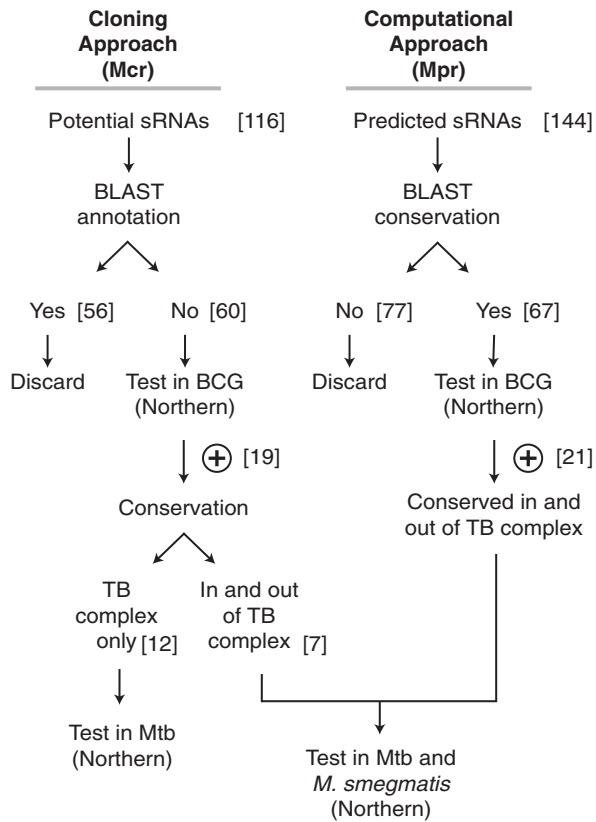 Cloning
Approach
(Mcr)
Potential sRNAs [116]
BLAST
annotation
Yes [56] No [60]
Discard Test in BCG
(Northern)
+ [19]
Conservation
TB
complex
only [12]
In and out
of TB
complex [7]
Test in Mtb
(Northern)
Computational
Approach
(Mpr)
Predicted sRNAs [144]
BLAST
conservation
No [77] Yes [67]
Discard Test in BCG
(Northern)
+ [21]
Conserved in and
out of TB complex
Test in Mtb and
M. smegmatis
(Northern)